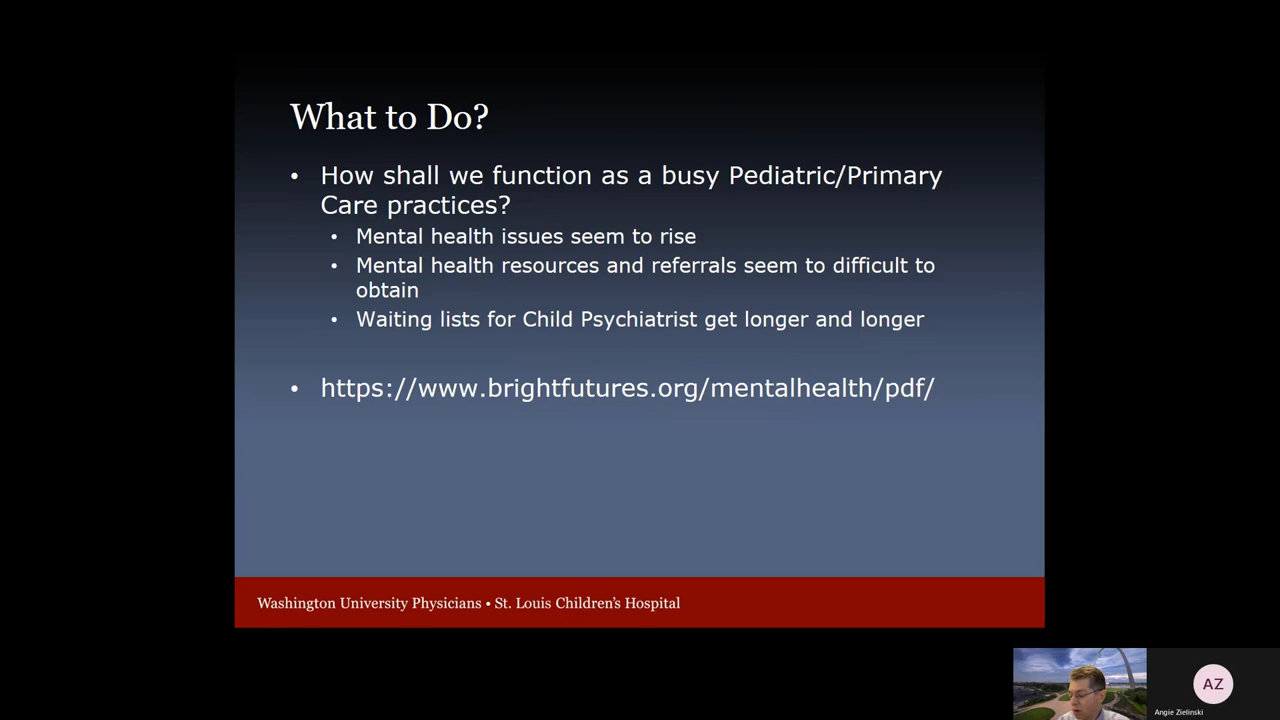 What to Do?
• How shall we function as a busy Pediatric/Primary
Care practices?
• Mental health issues seem to rise
• Mental health resources and referrals seem to difficult to
obtain
• Waiting lists for Child Psychiatrist get longer and longer
• https://www.brightfutures.org/mentalhealth/pdf/
Washington University Physicians • St. Louis Children's Hospital
AZ
Angie Zielinski